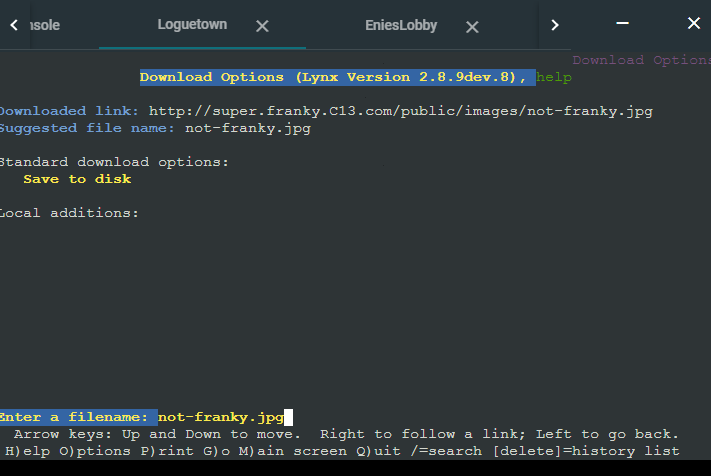 nsole Loguetown EniesLobby
Download Options
Download Options (Lynx Version 2.8.9dev.8), help
Downloaded link: http://super.franky.C13.com/public/images/not-franky.jpg
Suggested file name: not-franky.jpg
Standard download options:
Save to disk
Local additions:
Enter a filename: not-franky.jpg
Arrow keys: Up and Down to move.  Right to follow a link; Left to go back.
H)elp O)ptions P)rint G)o M)ain screen Q)uit /=search [delete]=history list